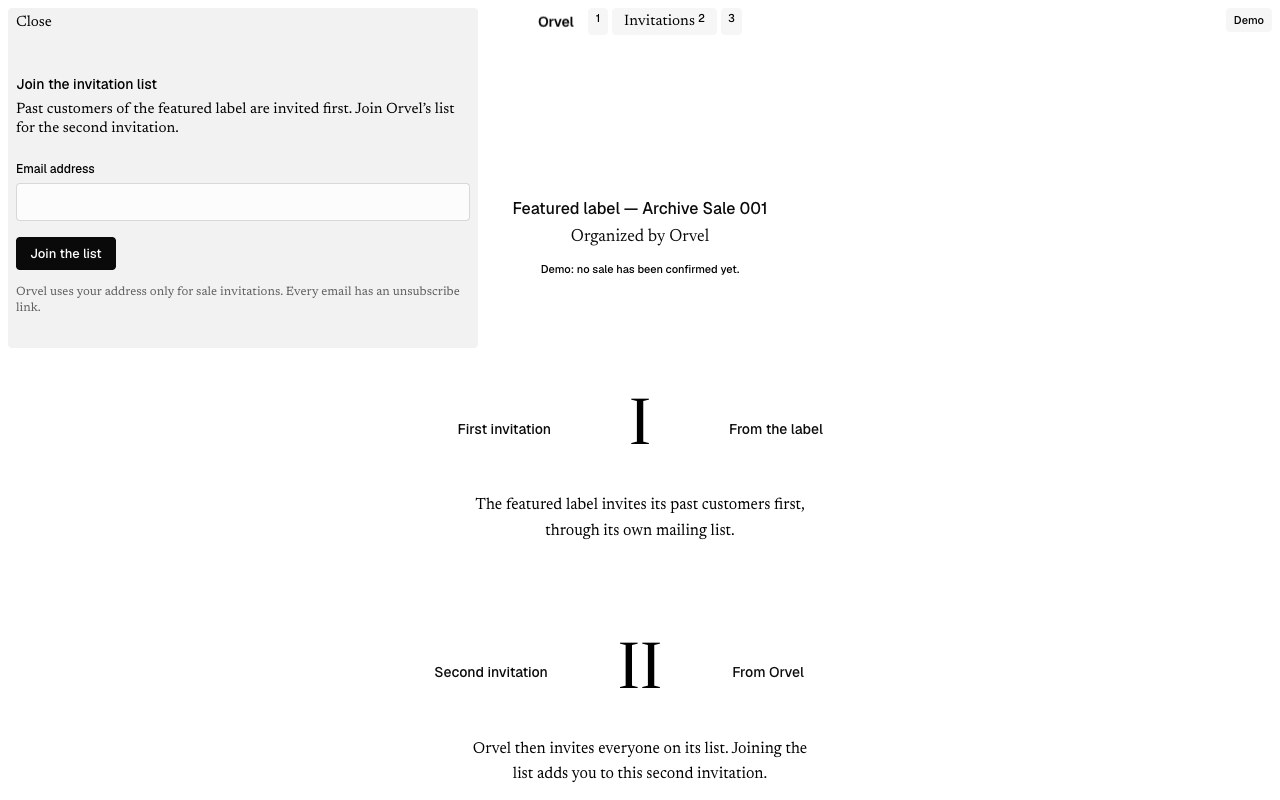 Close
Orvel
1
Invitations 2
3
Demo
Join the invitation list
Past customers of the featured label are invited first. Join Orvel’s list
for the second invitation.
Email address
Join the list
Orvel uses your address only for sale invitations. Every email has an unsubscribe
link.
Featured label — Archive Sale 001
Organized by Orvel
Demo: no sale has been confirmed yet.
First invitation
I
From the label
The featured label invites its past customers first,
through its own mailing list.
Second invitation
II
From Orvel
Orvel then invites everyone on its list. Joining the
list adds you to this second invitation.